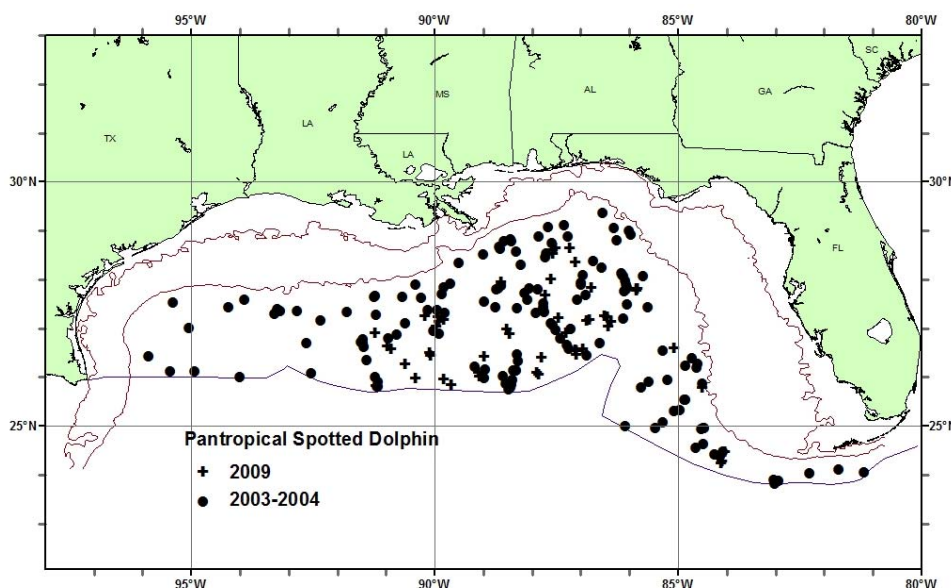 95°W 90°W 85°W 80°W
SC
MS AL GA
TX LA
LA
30°N 30°N
FL
25°N 25°N
Pantropical Spotted Dolphin
2009
2003-2004
95°W 90°W 85°W 80°W